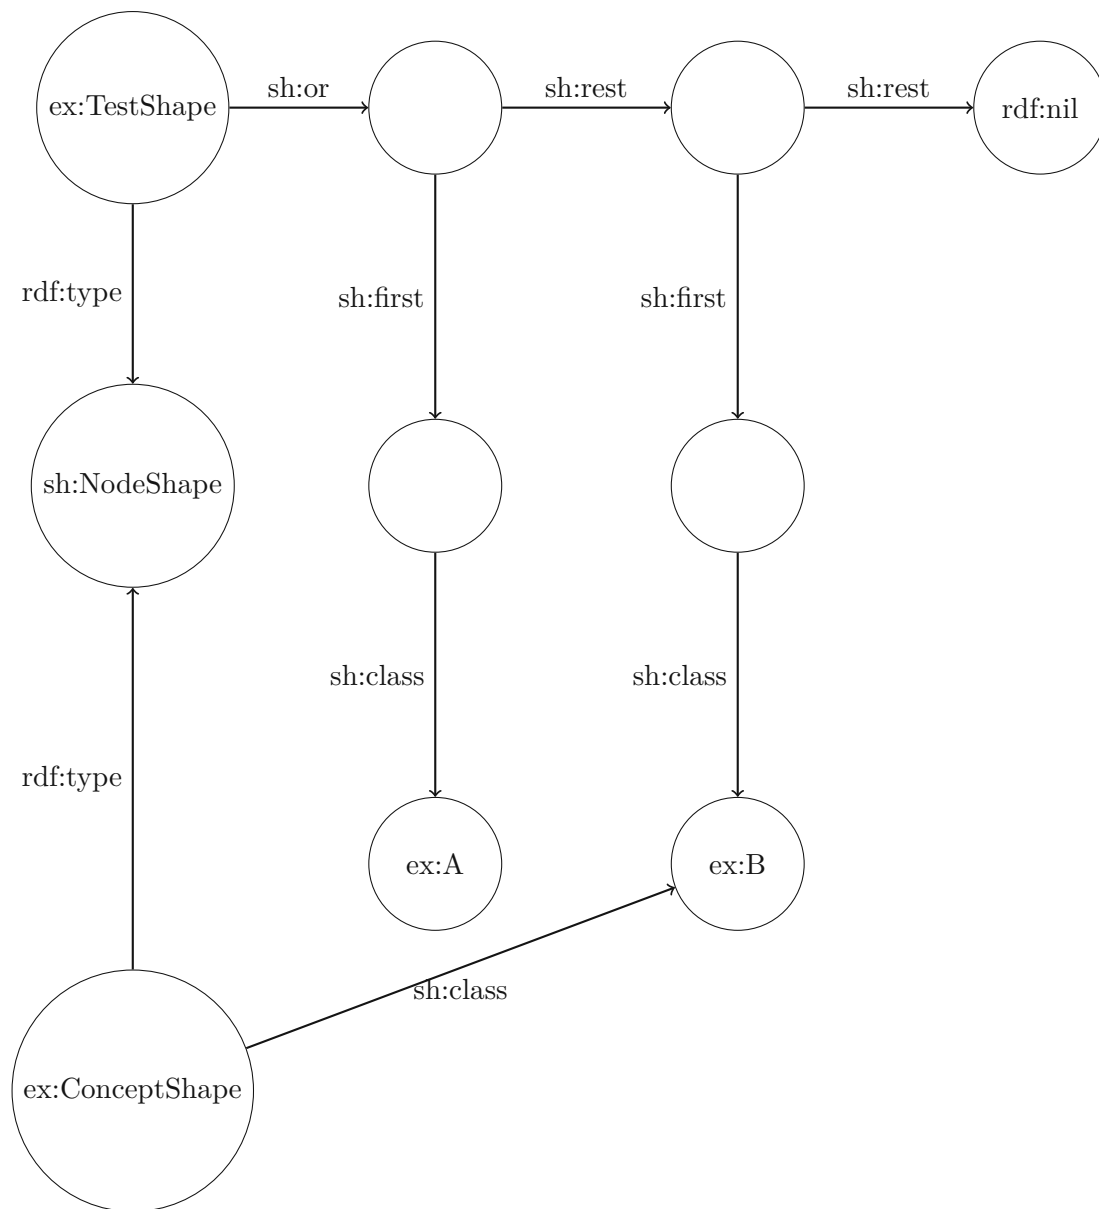 ex:TestShape
sh:or
sh:rest
sh:rest
rdf:nil
rdf:type
sh:first
sh:first
sh:NodeShape
sh:class
sh:class
rdf:type
ex:A
ex:B
sh:class
ex:ConceptShape